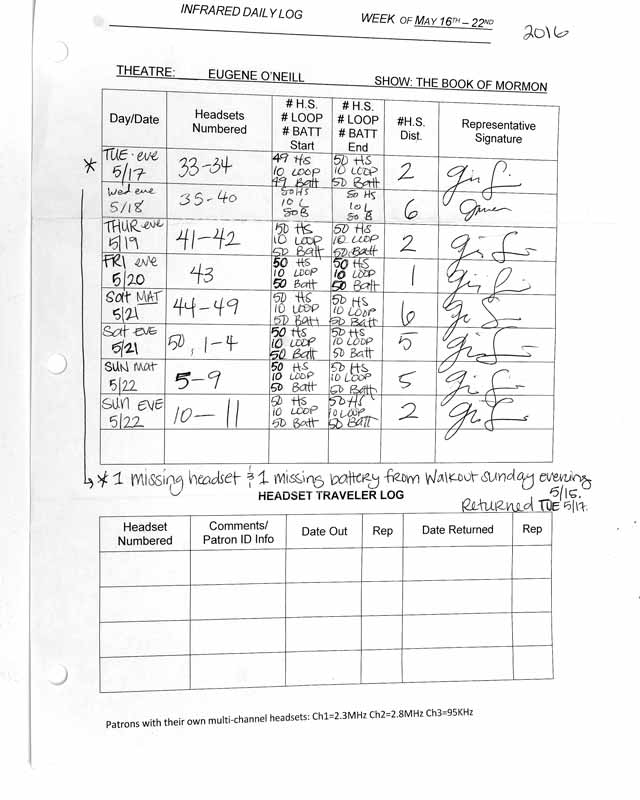 INFRARED DAILY LOG WEEK OF MAY 16TH – 22ND
2016
THEATRE: EUGENE O'NEILL SHOW: THE BOOK OF MORMON
Day/Date Headsets Numbered # H.S. # LOOP # BATT Start # H.S. # LOOP # BATT End #H.S. Dist. Representative Signature
* TUE. eve 5/17 33-34 49 HS 10 LOOP 49 Batt 50 HS 10 LOOP 50 Batt 2
Wed eve 5/18 35-40 50 HS 10 L 50 B 50 HS 10 L 50 B 6
THUR eve 5/19 41-42 50 HS 10 LOOP 50 Batt 50 HS 10 LOOP 50 Batt 2
FRI eve 5/20 43 50 HS 10 LOOP 50 Batt 50 HS 10 LOOP 50 Batt 1
Sat MAT 5/21 44-49 50 HS 10 LOOP 50 Batt 50 HS 10 LOOP 50 Batt 6
Sat EVE 5/21 50, 1-4 50 HS 10 LOOP 50 Batt 50 HS 10 LOOP 50 Batt 5
SUN mat 5/22 5-9 50 HS 10 LOOP 50 Batt 50 HS 10 LOOP 50 Batt 5
SUN EVE 5/22 10-11 50 HS 10 LOOP 50 Batt 50 HS 10 LOOP 50 Batt 2
* 1 missing headset & 1 missing battery from Walkout Sunday evening
5/15.
HEADSET TRAVELER LOG
Returned TUE 5/17.
Headset Numbered Comments/ Patron ID Info Date Out Rep Date Returned Rep
Patrons with their own multi-channel headsets: Ch1=2.3MHz Ch2=2.8MHz Ch3=95KHz